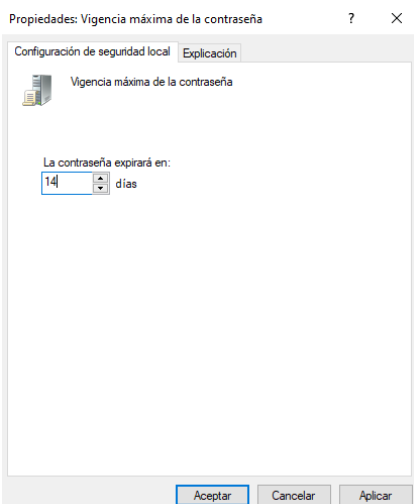 Propiedades: Vigencia máxima de la contraseña ? ×
Configuración de seguridad local Explicación
Vigencia máxima de la contraseña
La contraseña expirará en:
14 días
Aceptar Cancelar Aplicar